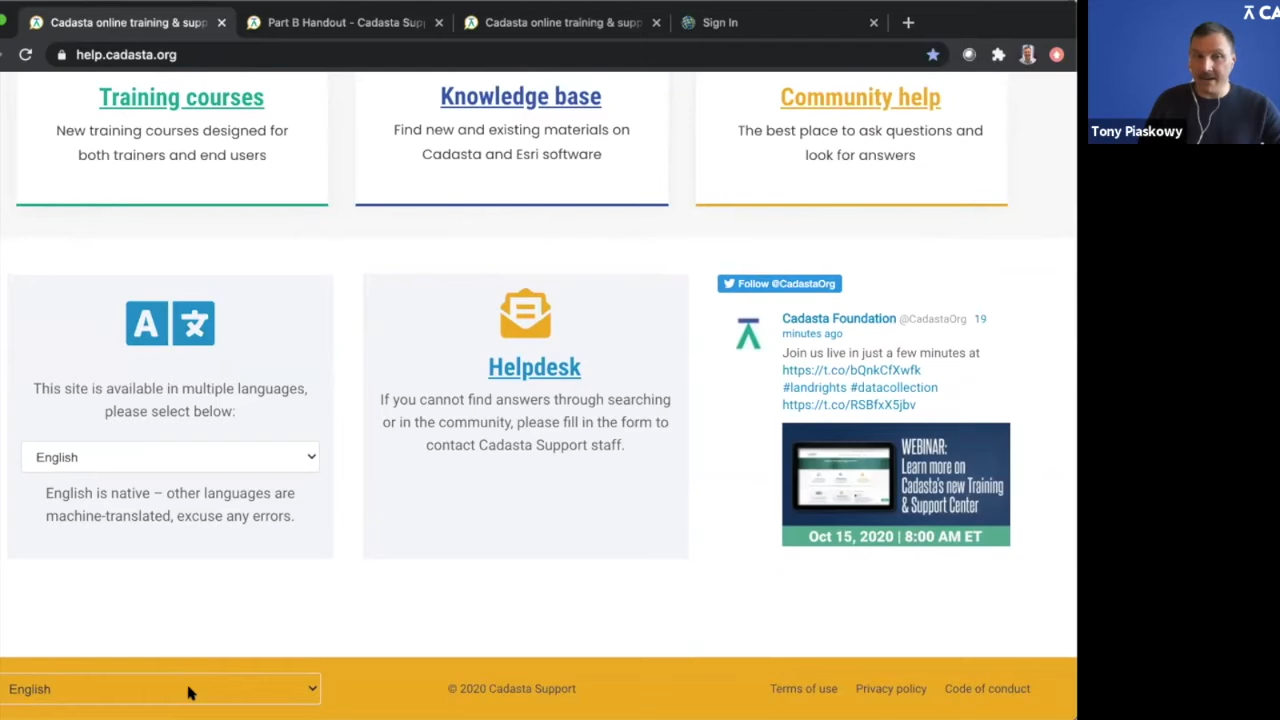 Cadasta online training & supp
Part B Handout - Cadasta Sup
Cadasta online training & supp
Sign In
help.cadasta.org
CA
Tony Piaskowy
Training courses
New training courses designed for
both trainers and end users
Knowledge base
Find new and existing materials on
Cadasta and Esri software
Community help
The best place to ask questions and
look for answers
A
This site is available in multiple languages,
please select below:
English
English is native – other languages are
machine-translated, excuse any errors.
Helpdesk
If you cannot find answers through searching
or in the community, please fill in the form to
contact Cadasta Support staff.
Follow @CadastaOrg
Cadasta Foundation @CadastaOrg 19
minutes ago
Join us live in just a few minutes at
https://t.co/bQnkCfXwfk
#landrights #datacollection
https://t.co/RSBfxX5jbv
WEBINAR:
Learn more on
Cadasta's new Training
& Support Center
Oct 15, 2020 | 8:00 AM ET
English
© 2020 Cadasta Support
Terms of use
Privacy policy
Code of conduct